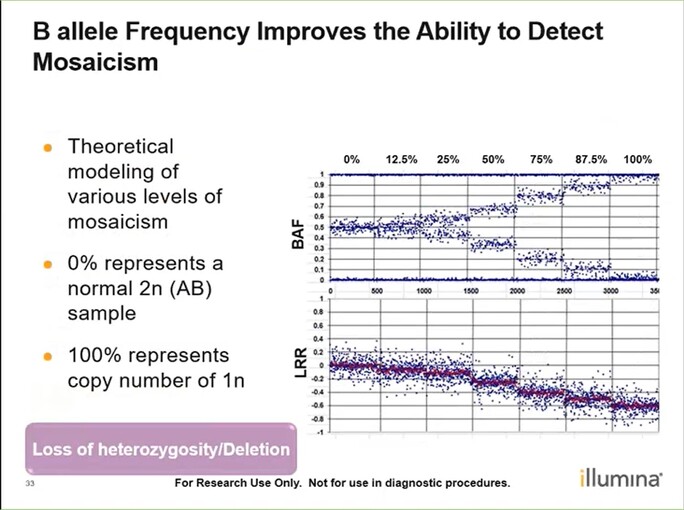 B allele Frequency Improves the Ability to Detect
Mosaicism
Theoretical
modeling of
various levels of
mosaicism
0% represents a
normal 2n (AB)
sample
100% represents
copy number of 1n
Loss of heterozygosity/Deletion
0% 12.5% 25% 50% 75% 87.5% 100%
BAF
1
0.9
0.8
0.7
0.6
0.5
0.4
0.3
0.2
0.1
0
0 500 1000 1500 2000 2500 3000
LRR
1
0.8
0.6
0.4
0.2
0
-0.2
-0.4
-0.6
-0.8
-1
33
For Research Use Only. Not for use in diagnostic procedures.
illumina